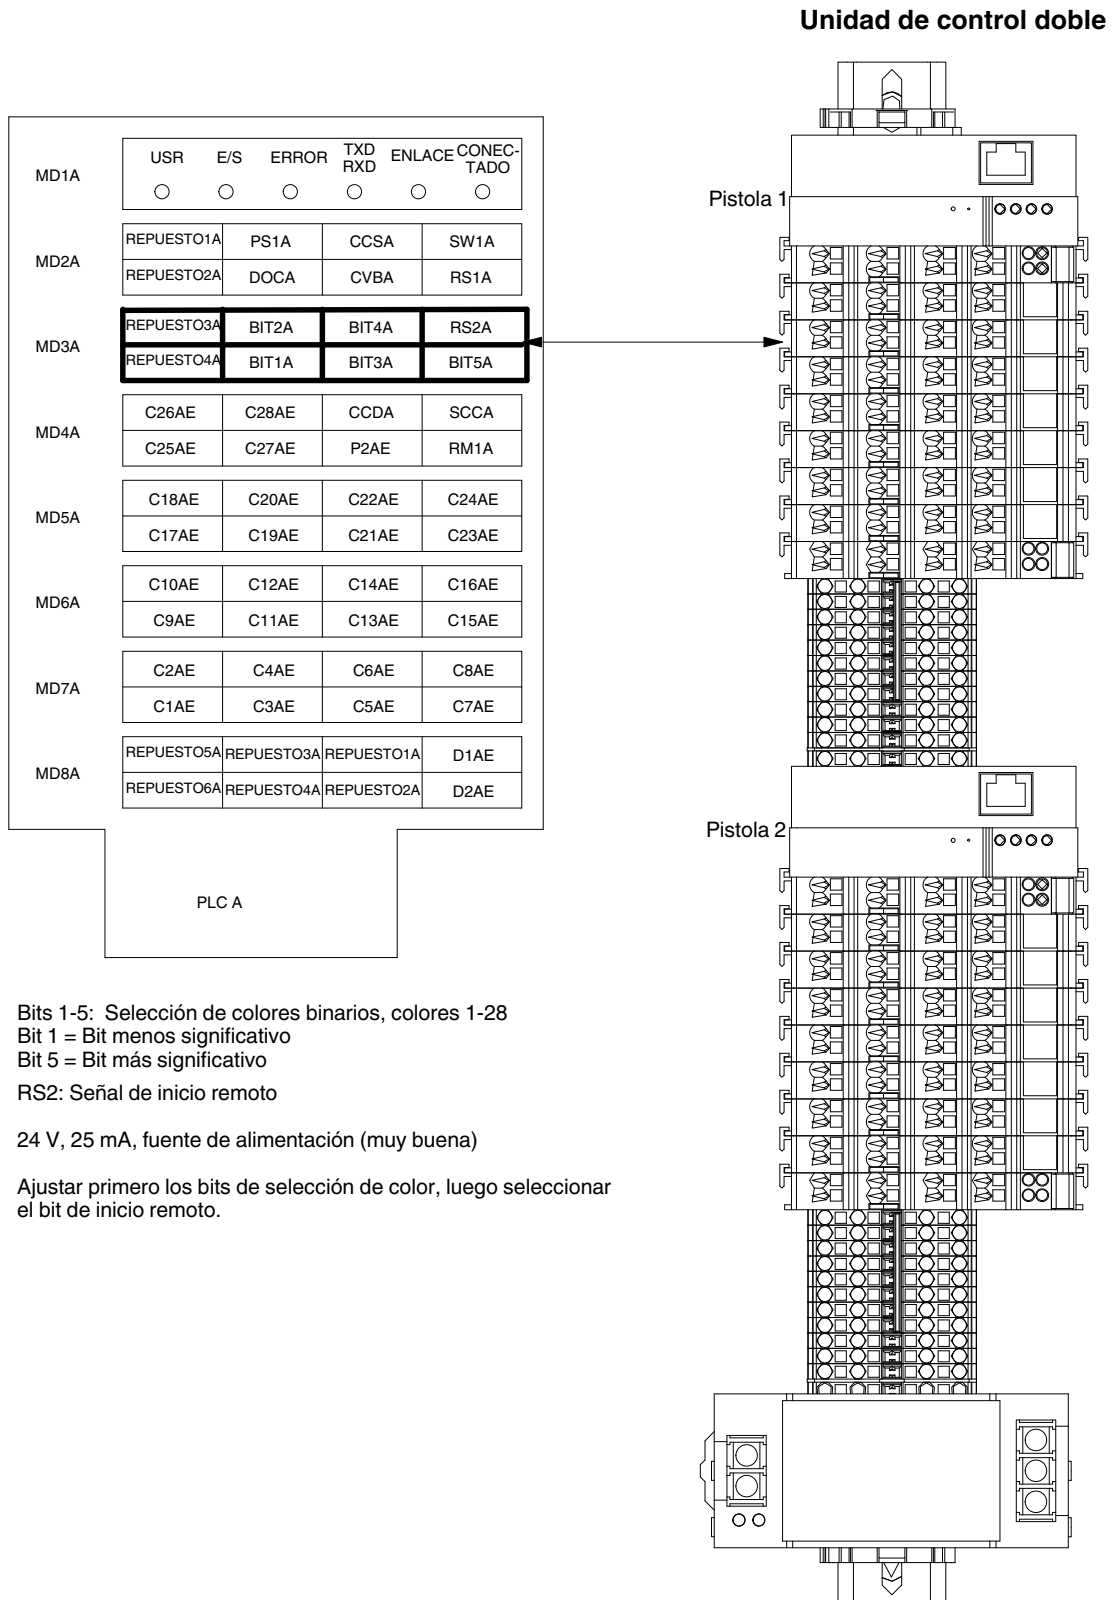 Unidad de control doble
MD1A
USR E/S ERROR TXD RXD ENLACE CONEC-
TADO
MD2A
REPUESTO1A PS1A CCSA SW1A
REPUESTO2A DOCA CVBA RS1A
MD3A
REPUESTO3A BIT2A BIT4A RS2A
REPUESTO4A BIT1A BIT3A BIT5A
MD4A
C26AE C28AE CCDA SCCA
C25AE C27AE P2AE RM1A
MD5A
C18AE C20AE C22AE C24AE
C17AE C19AE C21AE C23AE
MD6A
C10AE C12AE C14AE C16AE
C9AE C11AE C13AE C15AE
MD7A
C2AE C4AE C6AE C8AE
C1AE C3AE C5AE C7AE
MD8A
REPUESTO5A REPUESTO3A REPUESTO1A D1AE
REPUESTO6A REPUESTO4A REPUESTO2A D2AE
PLC A
Pistola 1
Pistola 2
Bits 1-5: Selección de colores binarios, colores 1-28
Bit 1 = Bit menos significativo
Bit 5 = Bit más significativo
RS2: Señal de inicio remoto
24 V, 25 mA, fuente de alimentación (muy buena)
Ajustar primero los bits de selección de color, luego seleccionar
el bit de inicio remoto.